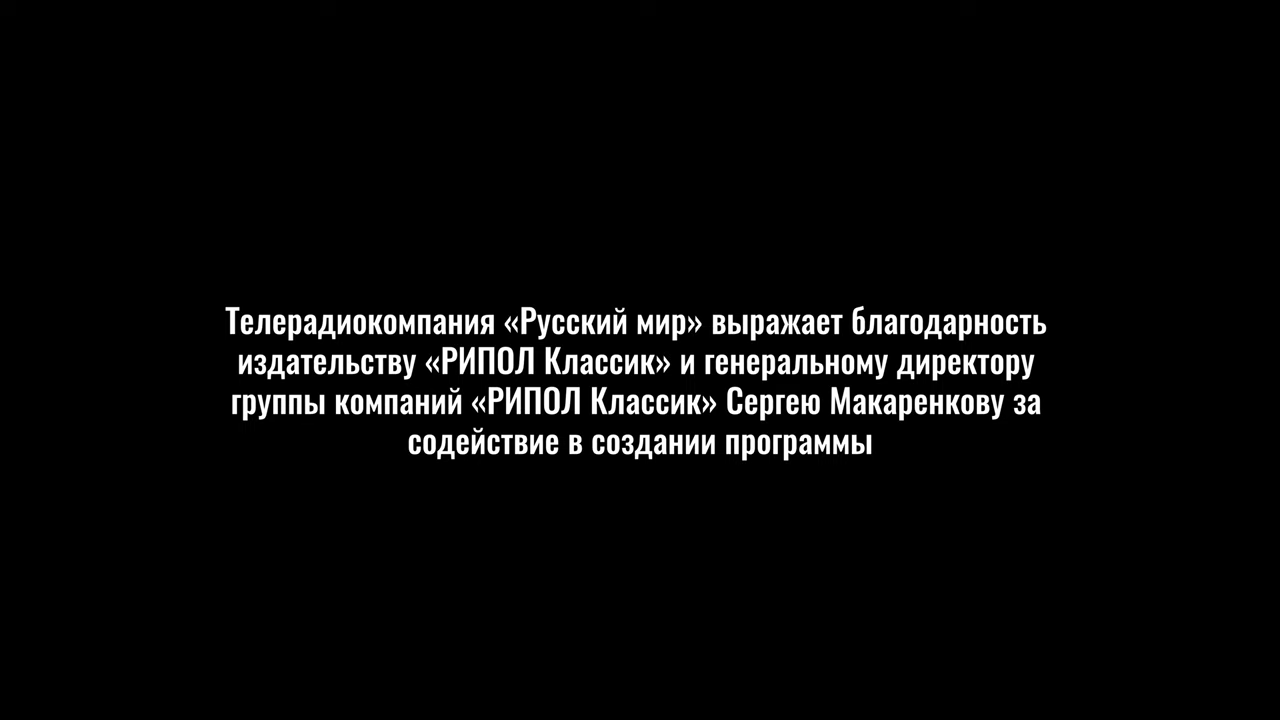 Телерадиокомпания «Русский мир» выражает благодарность
издательству «РИПОЛ Классик» и генеральному директору
группы компаний «РИПОЛ Классик» Сергею Макаренкову за
содействие в создании программы